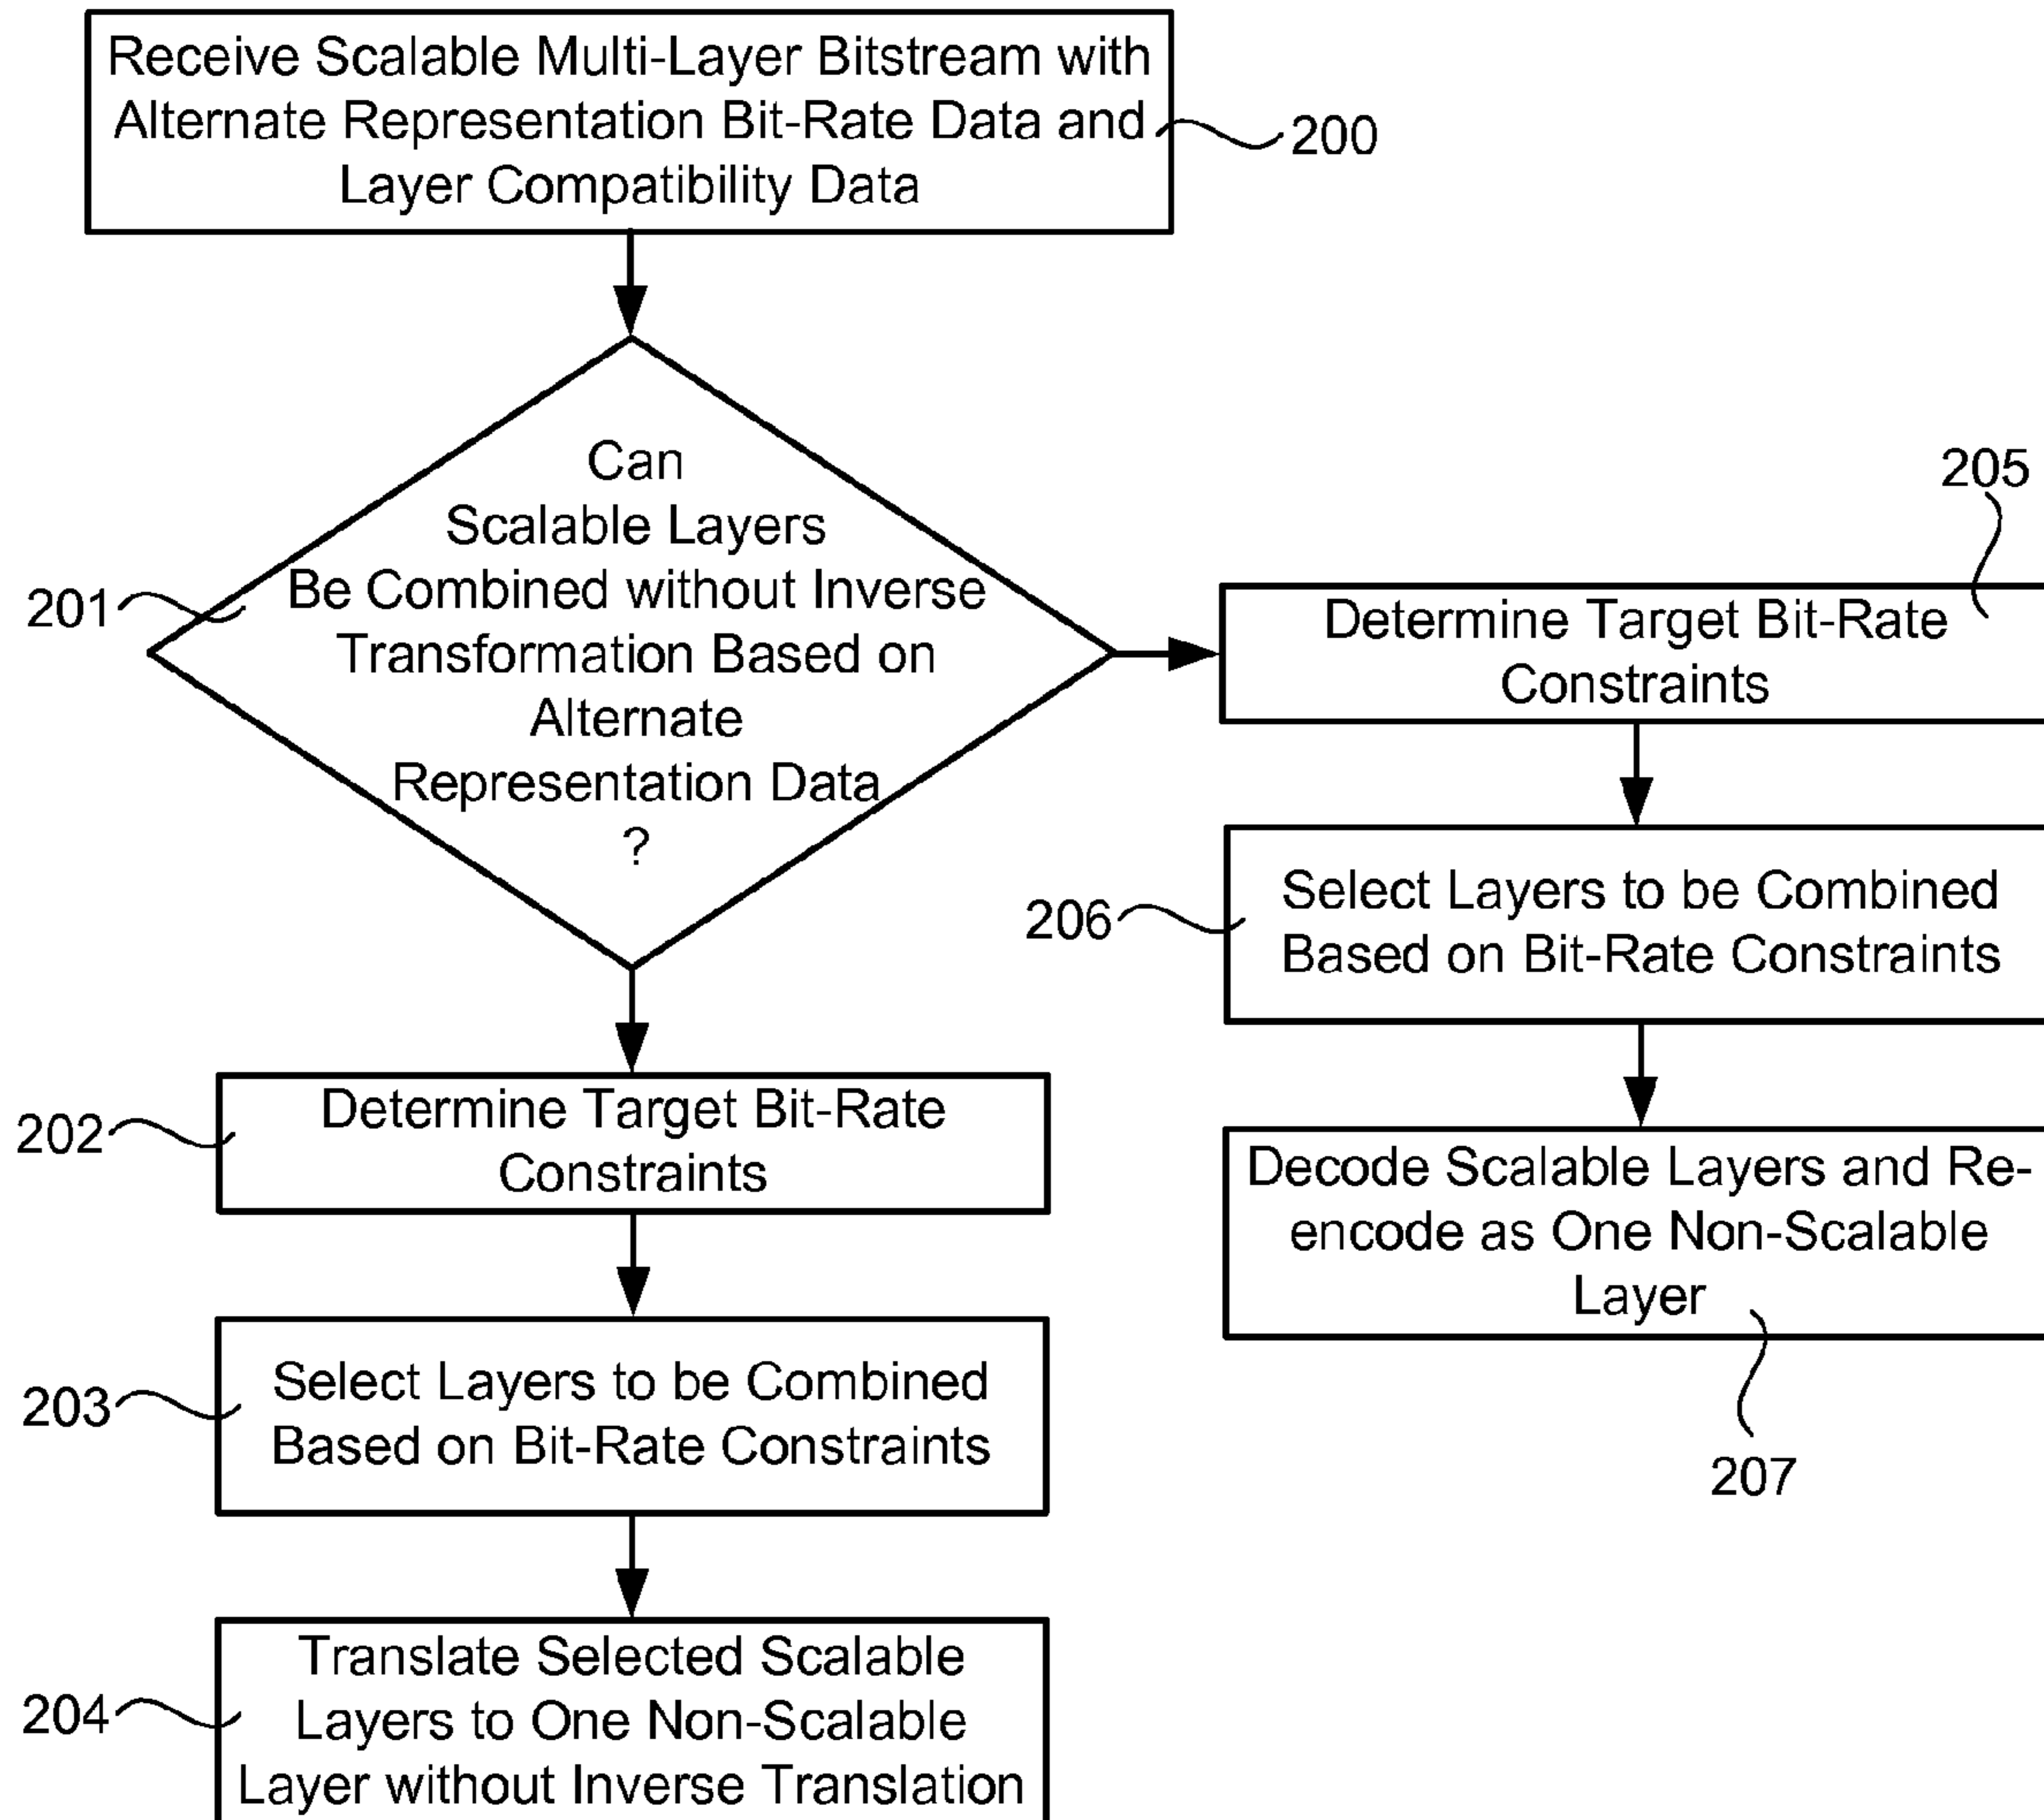 Receive Scalable Multi-Layer Bitstream with
Alternate Representation Bit-Rate Data and
Layer Compatibility Data
200
Can
Scalable Layers
Be Combined without Inverse
Transformation Based on
Alternate
Representation Data
?
201
Determine Target Bit-Rate
Constraints
202
Select Layers to be Combined
Based on Bit-Rate Constraints
203
Translate Selected Scalable
Layers to One Non-Scalable
Layer without Inverse Translation
204
205
Determine Target Bit-Rate
Constraints
Select Layers to be Combined
Based on Bit-Rate Constraints
206
Decode Scalable Layers and Re-
encode as One Non-Scalable
Layer
207